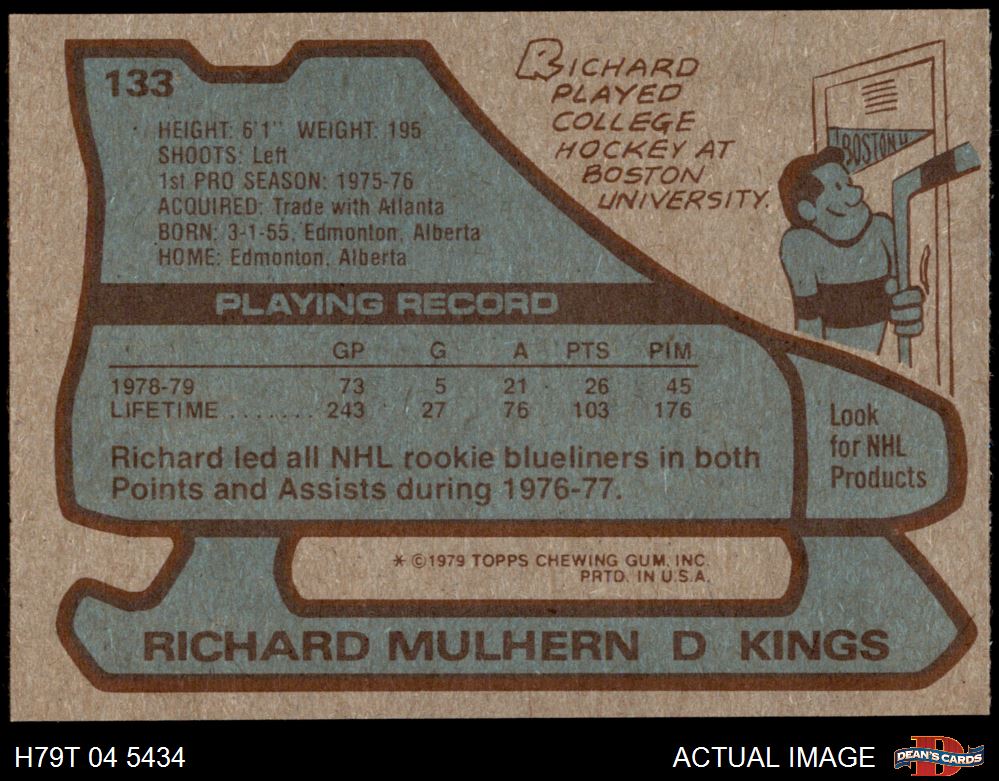 133
HEIGHT: 6'1" WEIGHT: 195
SHOOTS: Left
1st PRO SEASON: 1975-76
ACQUIRED: Trade with Atlanta
BORN: 3-1-55, Edmonton, Alberta
HOME: Edmonton, Alberta
RICHARD
PLAYED
COLLEGE
HOCKEY AT
BOSTON
UNIVERSITY.
BOSTON U
PLAYING RECORD
GP G A PTS PIM
1978-79 73 5 21 26 45
LIFETIME ....... 243 27 76 103 176
Richard led all NHL rookie blueliners in both
Points and Assists during 1976-77.
Look
for NHL
Products
* ©1979 TOPPS CHEWING GUM, INC.
PRTD. IN U.S.A.
RICHARD MULHERN D KINGS
H79T 04 5434
ACTUAL IMAGE
D
DEAN'S CARDS